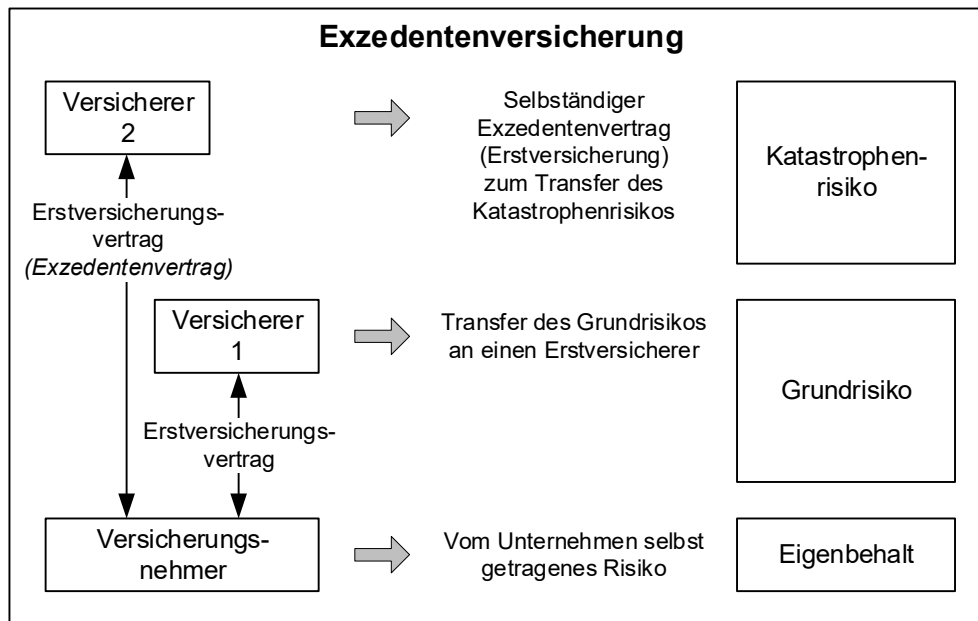 Exzedentenversicherung
Versicherer
2
Selbständiger
Exzedentenvertrag
(Erstversicherung)
zum Transfer des
Katastrophenrisikos
Katastrophen-
risiko
Erstversicherungs-
vertrag
(Exzedentenvertrag)
Versicherer
1
Transfer des Grundrisikos
an einen Erstversicherer
Grundrisiko
Erstversicherungs-
vertrag
Versicherungs-
nehmer
Vom Unternehmen selbst
getragenes Risiko
Eigenbehalt